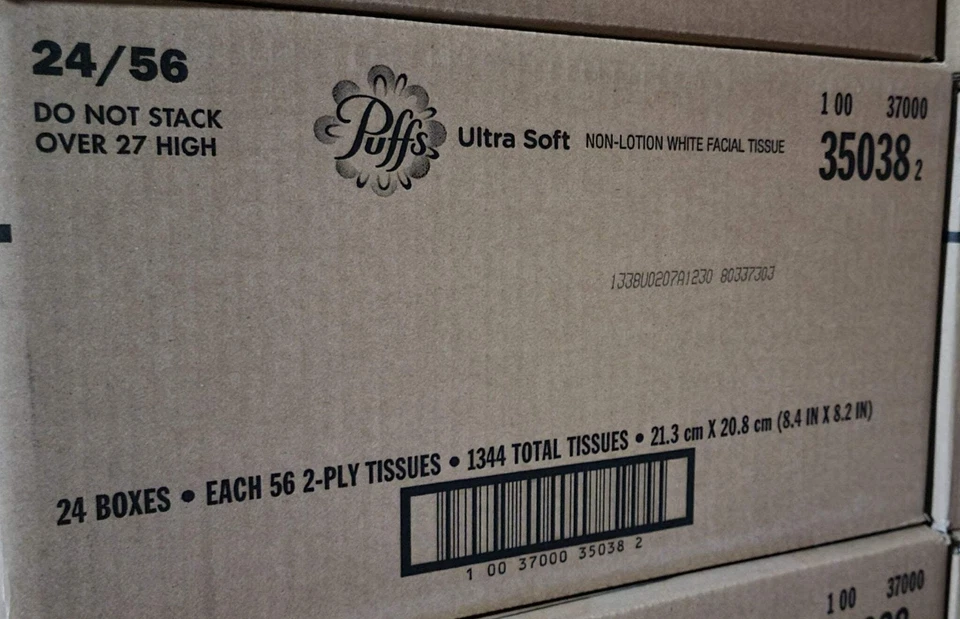 24/56
DO NOT STACK
OVER 27 HIGH
Puffs Ultra Soft NON-LOTION WHITE FACIAL TISSUE
1 00 37000
35038 2
1338U0207A1230 80337303
24 BOXES • EACH 56 2-PLY TISSUES • 1344 TOTAL TISSUES • 21.3 cm X 20.8 cm (8.4 IN X 8.2 IN)
1 00 37000 35038 2
1 00 37000